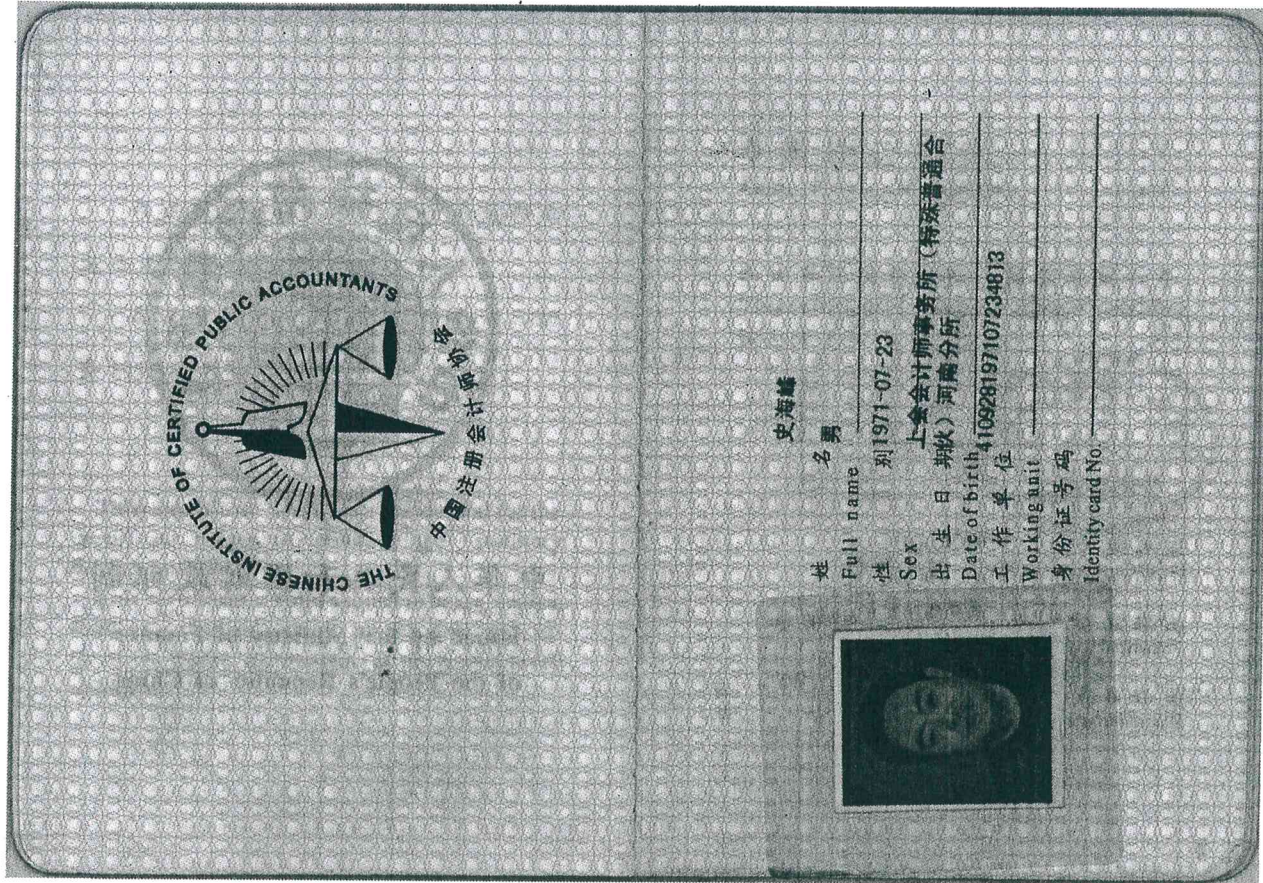 THE CHINESE INSTITUTE OF CERTIFIED PUBLIC ACCOUNTANTS
中国注册会计师协会
史海峰
姓 名
男
Full name
性 别
1971-07-23
Sex
上会会计师事务所（特殊普通合
出生日期
伙）河南分所
Date of birth
410928197107234813
工作单位
Working unit
身份证号码
Identity card No.